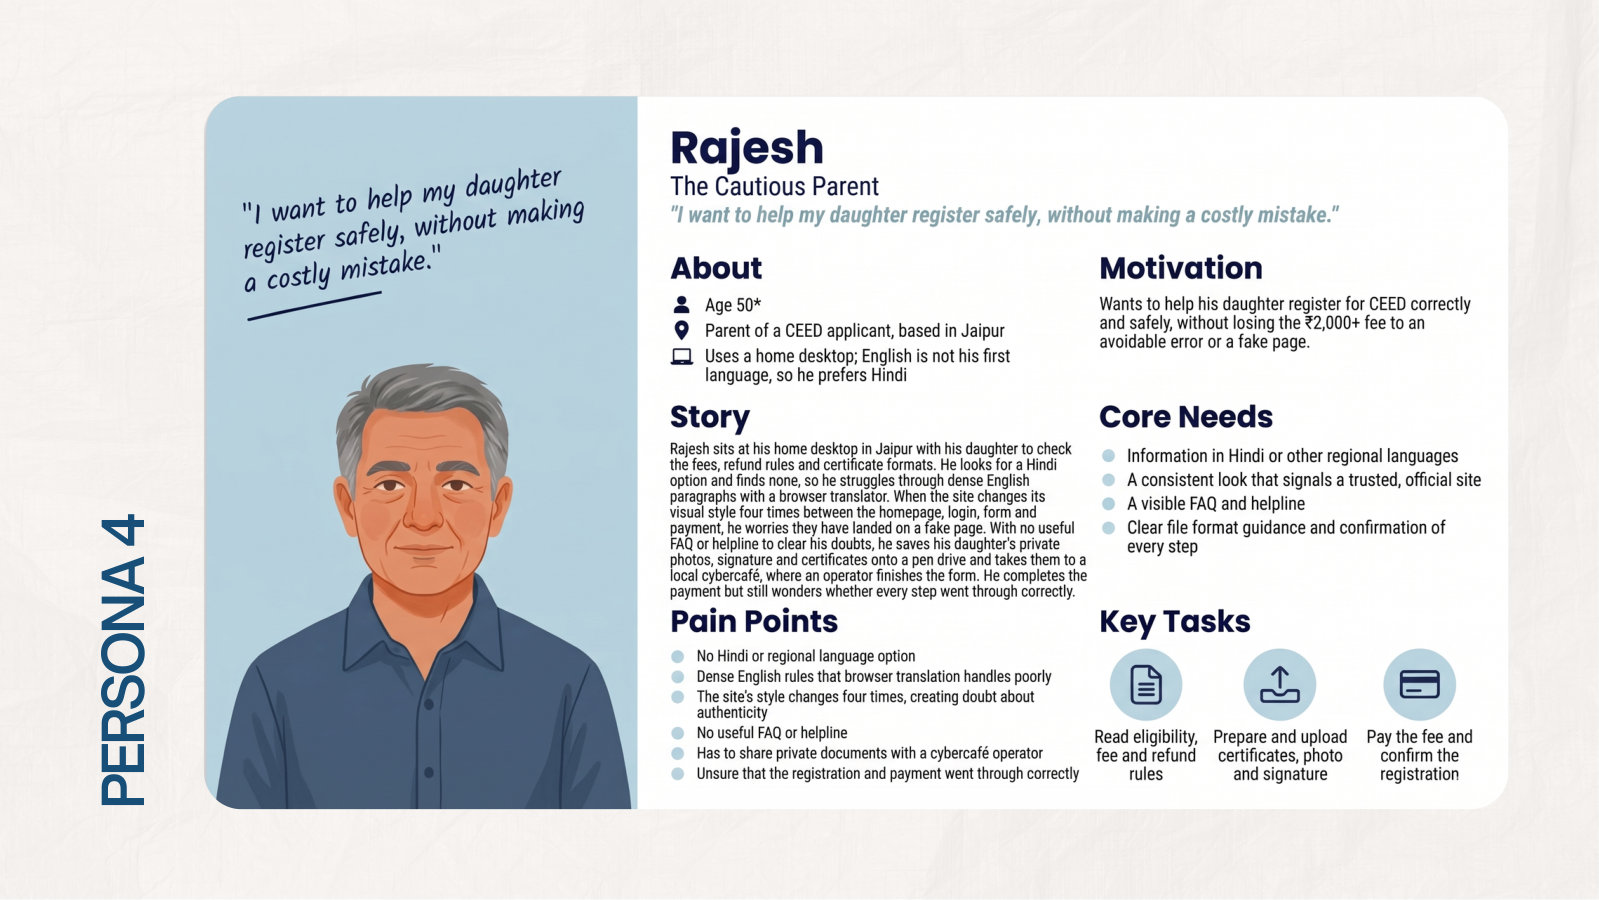 PERSONA 4
"I want to help my daughter
register safely, without making
a costly mistake."
Rajesh
The Cautious Parent
"I want to help my daughter register safely, without making a costly mistake."
About
Age 50*
Parent of a CEED applicant, based in Jaipur
Uses a home desktop; English is not his first
language, so he prefers Hindi
Motivation
Wants to help his daughter register for CEED correctly
and safely, without losing the ₹2,000+ fee to an
avoidable error or a fake page.
Story
Rajesh sits at his home desktop in Jaipur with his daughter to check
the fees, refund rules and certificate formats. He looks for a Hindi
option and finds none, so he struggles through dense English
paragraphs with a browser translator. When the site changes its
visual style four times between the homepage, login, form and
payment, he worries they have landed on a fake page. With no useful
FAQ or helpline to clear his doubts, he saves his daughter's private
photos, signature and certificates onto a pen drive and takes them to a
local cybercafé, where an operator finishes the form. He completes the
payment but still wonders whether every step went through correctly.
Core Needs
Information in Hindi or other regional languages
A consistent look that signals a trusted, official site
A visible FAQ and helpline
Clear file format guidance and confirmation of
every step
Pain Points
No Hindi or regional language option
Dense English rules that browser translation handles poorly
The site's style changes four times, creating doubt about
authenticity
No useful FAQ or helpline
Has to share private documents with a cybercafé operator
Unsure that the registration and payment went through correctly
Key Tasks
Read eligibility,
fee and refund
rules
Prepare and upload
certificates, photo
and signature
Pay the fee and
confirm the
registration